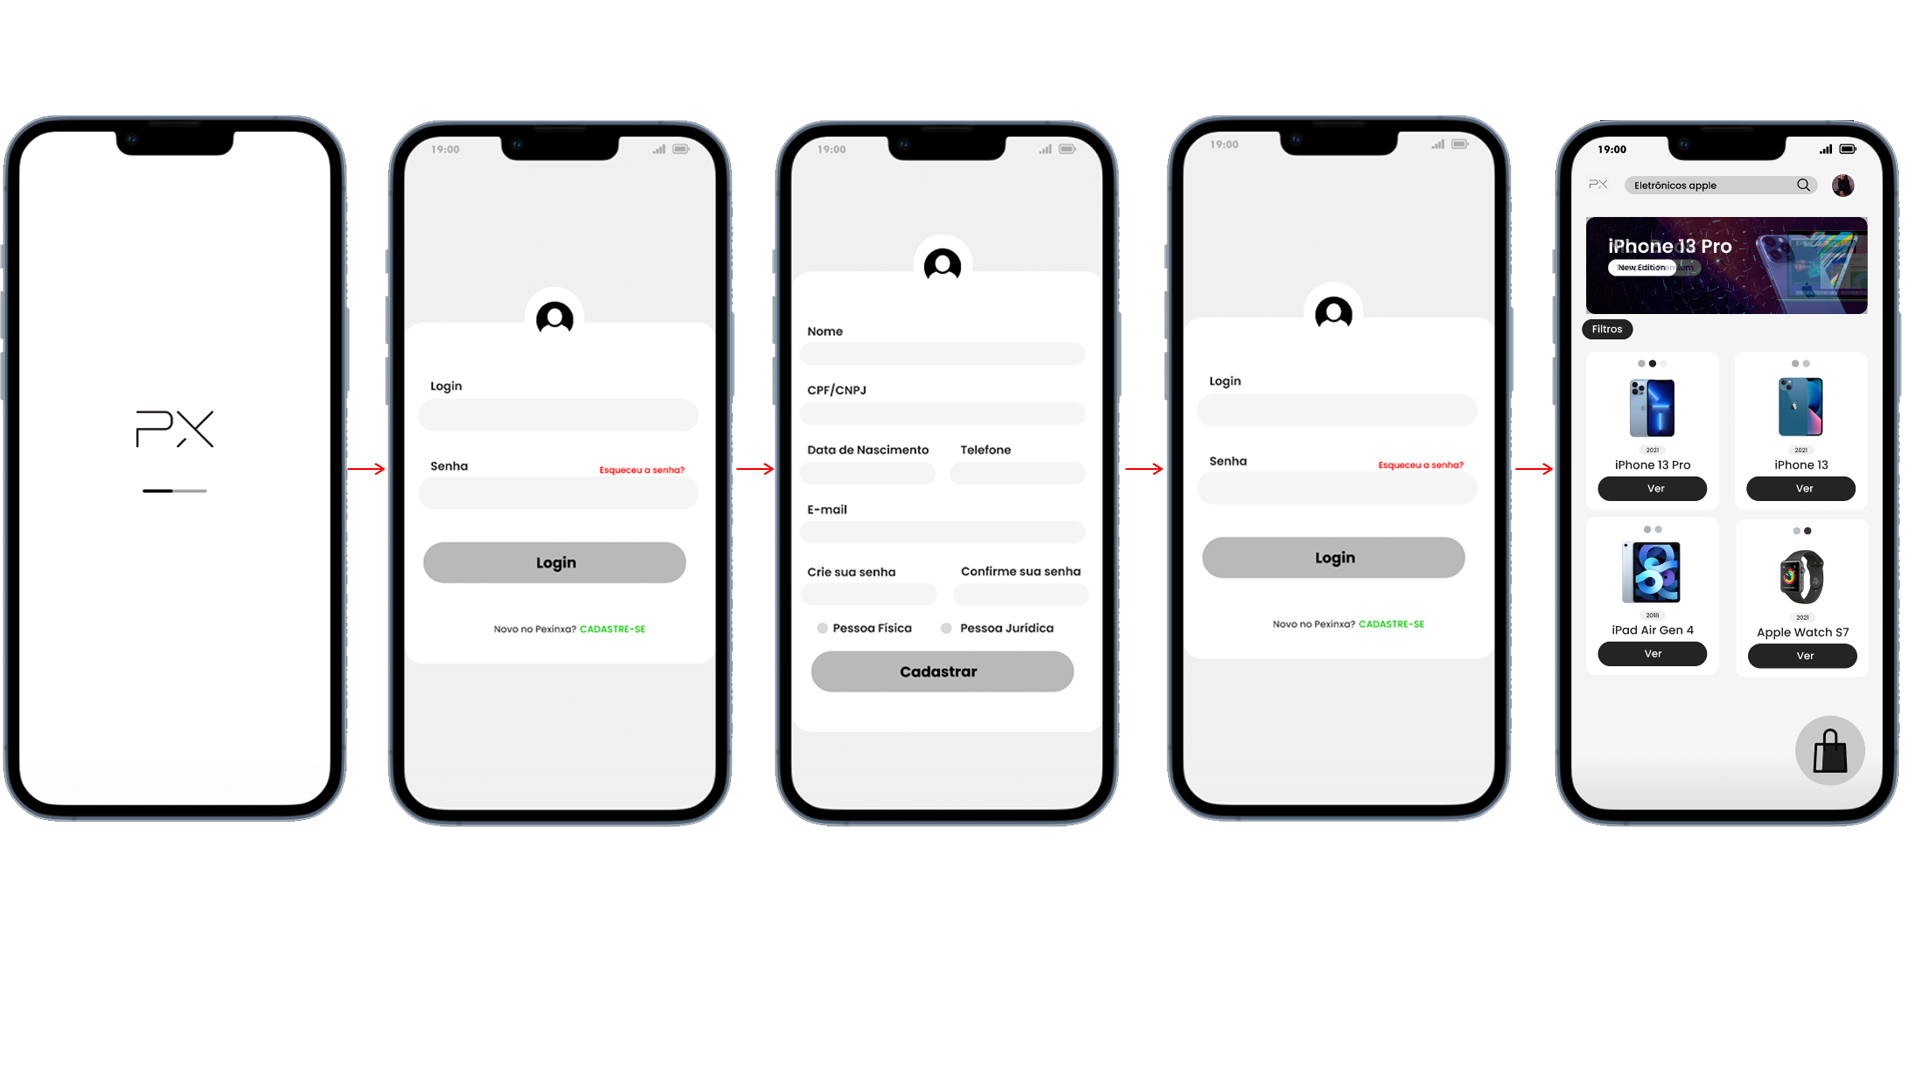 PX
19:00
Login
Senha
Esqueceu a senha?
Login
Novo no Pexinxa? CADASTRE-SE
19:00
Nome
CPF/CNPJ
Data de Nascimento Telefone
E-mail
Crie sua senha Confirme sua senha
Pessoa Física Pessoa Jurídica
Cadastrar
19:00
Login
Senha
Esqueceu a senha?
Login
Novo no Pexinxa? CADASTRE-SE
19:00
PX
Eletrônicos apple
iPhone 13 Pro
New Edition
Filtros
2021
iPhone 13 Pro
Ver
2021
iPhone 13
Ver
2018
iPad Air Gen 4
Ver
2021
Apple Watch S7
Ver